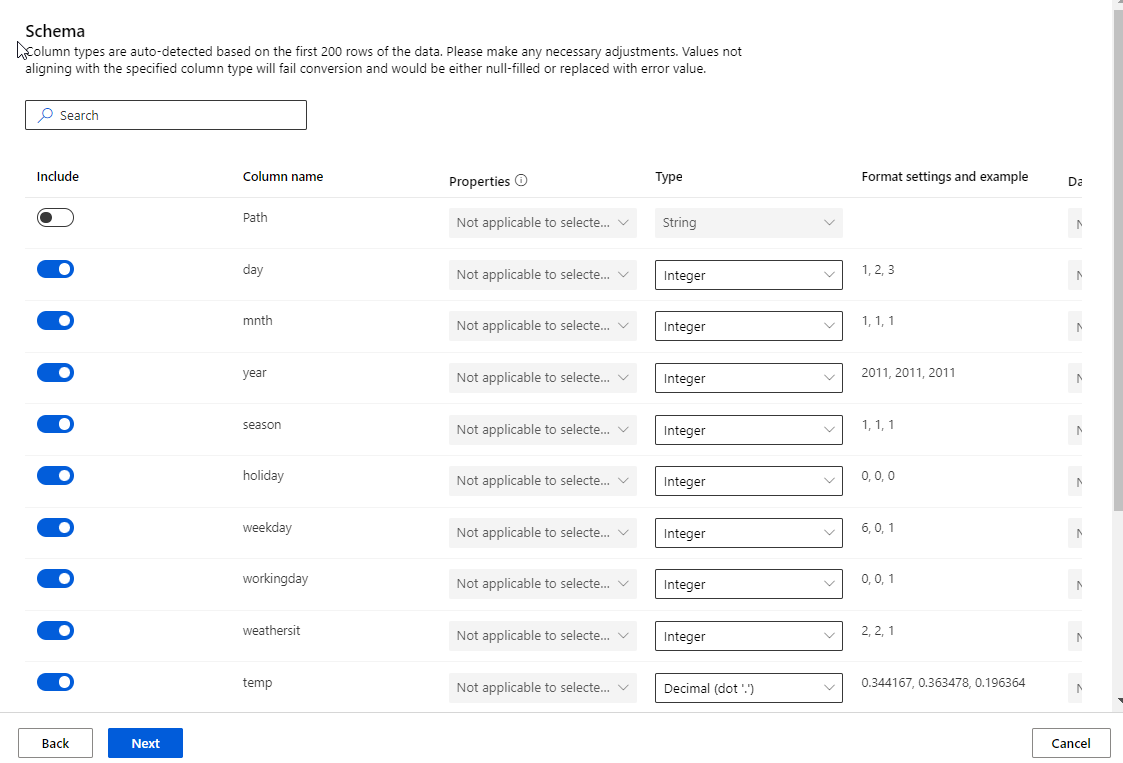 Schema
Column types are auto-detected based on the first 200 rows of the data. Please make any necessary adjustments. Values not
aligning with the specified column type will fail conversion and would be either null-filled or replaced with error value.
Search
Include Column name Properties Type Format settings and example
Path Not applicable to selecte... String
day Not applicable to selecte... Integer 1, 2, 3
mnth Not applicable to selecte... Integer 1, 1, 1
year Not applicable to selecte... Integer 2011, 2011, 2011
season Not applicable to selecte... Integer 1, 1, 1
holiday Not applicable to selecte... Integer 0, 0, 0
weekday Not applicable to selecte... Integer 6, 0, 1
workingday Not applicable to selecte... Integer 0, 0, 1
weathersit Not applicable to selecte... Integer 2, 2, 1
temp Not applicable to selecte... Decimal (dot '.') 0.344167, 0.363478, 0.196364
Back Next Cancel